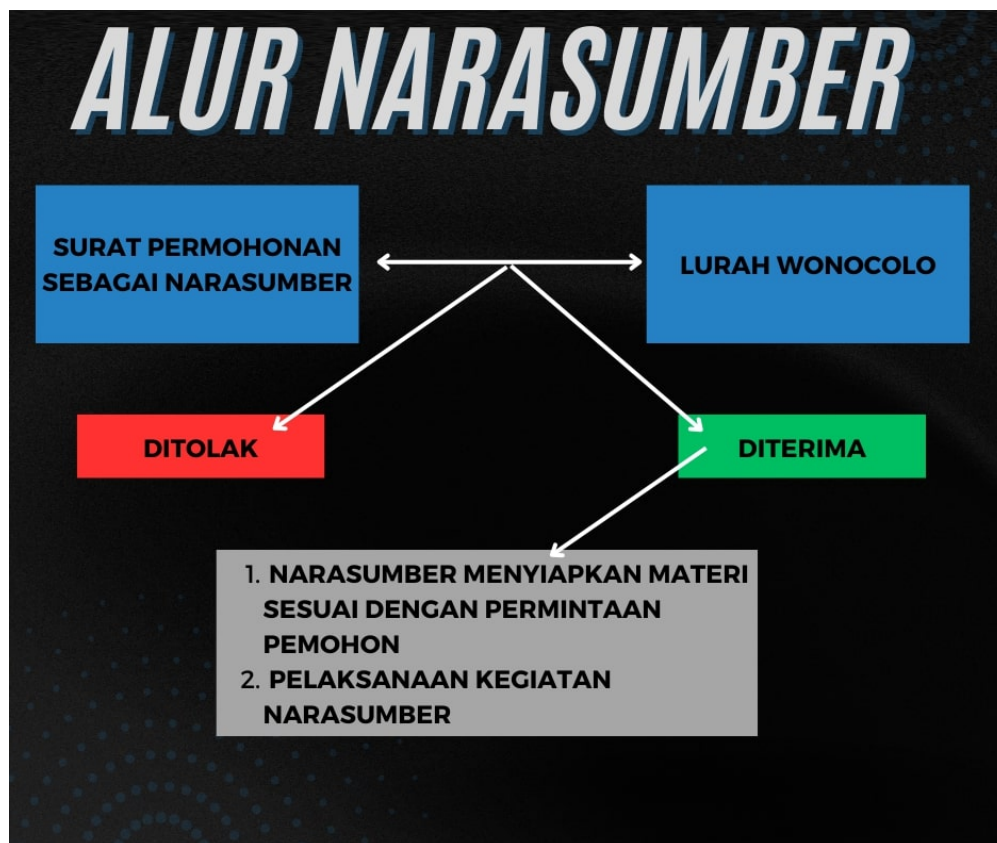 ALUR NARASUMBER
SURAT PERMOHONAN
SEBAGAI NARASUMBER
LURAH WONOCOLO
DITOLAK
DITERIMA
1. NARASUMBER MENYIAPKAN MATERI
SESUAI DENGAN PERMINTAAN
PEMOHON
2. PELAKSANAAN KEGIATAN
NARASUMBER